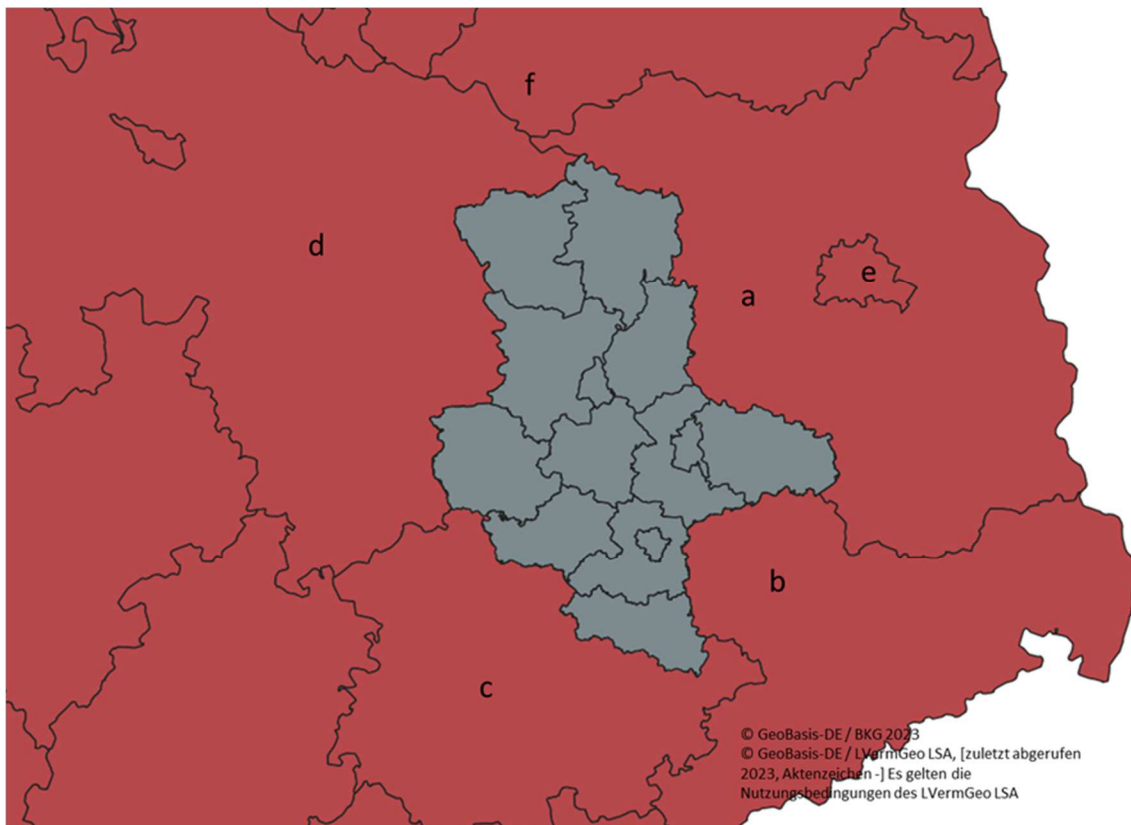 f
d
e
a
b
c
© GeoBasis-DE / BKG 2023
© GeoBasis-DE / LVermGeo LSA, [zuletzt abgerufen
2023, Aktenzeichen -] Es gelten die
Nutzungsbedingungen des LVermGeo LSA